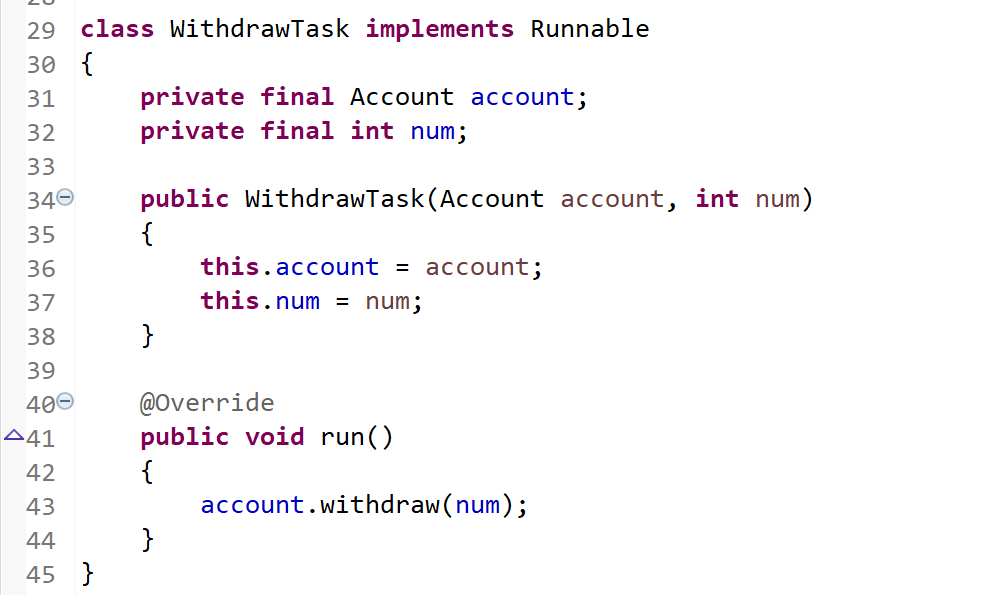 28
29 class WithdrawTask implements Runnable
30 {
31     private final Account account;
32     private final int num;
33
34     public WithdrawTask(Account account, int num)
35     {
36         this.account = account;
37         this.num = num;
38     }
39
40     @Override
41     public void run()
42     {
43         account.withdraw(num);
44     }
45 }